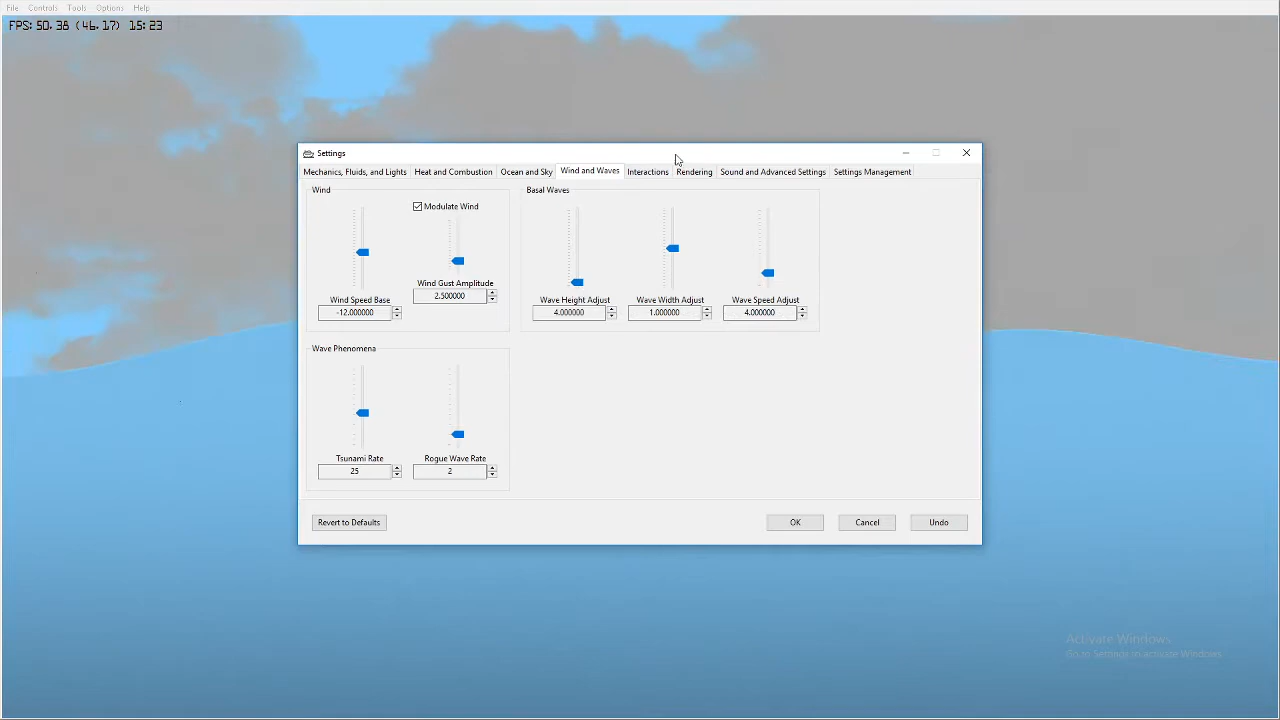 File Controls Tools Options Help
FPS: 50.38 (46.17) 15:23
Settings
Mechanics, Fluids, and Lights Heat and Combustion Ocean and Sky Wind and Waves Interactions Rendering Sound and Advanced Settings Settings Management
Wind
Modulate Wind
Wind Gust Amplitude
2.500000
Wind Speed Base
-12.000000
Basal Waves
Wave Height Adjust Wave Width Adjust Wave Speed Adjust
4.000000 1.000000 4.000000
Wave Phenomena
Tsunami Rate Rogue Wave Rate
25 2
Revert to Defaults OK Cancel Undo
Activate Windows
Go to Settings to activate Windows.